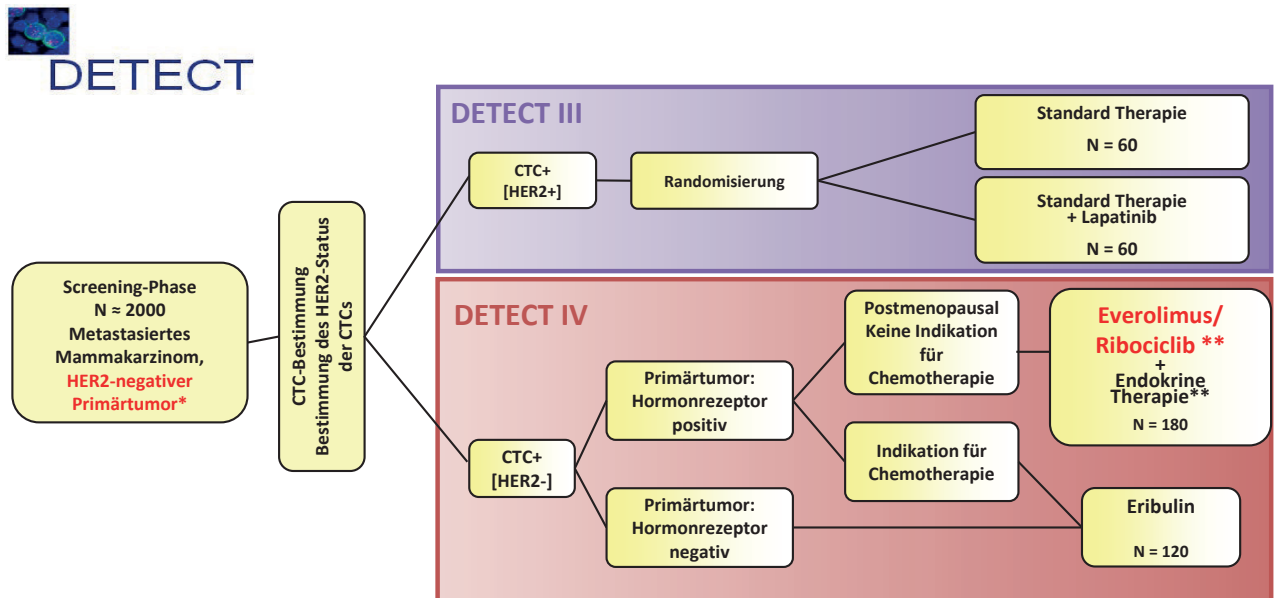 DETECT
Screening-Phase
N ≈ 2000
Metastasiertes
Mammakarzinom,
HER2-negativer
Primärtumor*
CTC-Bestimmung
Bestimmung des HER2-Status
der CTCs
DETECT III
CTC+
[HER2+]
Randomisierung
Standard Therapie
N = 60
Standard Therapie
+ Lapatinib
N = 60
DETECT IV
CTC+
[HER2-]
Primärtumor:
Hormonrezeptor
positiv
Primärtumor:
Hormonrezeptor
negativ
Postmenopausal
Keine Indikation
für
Chemotherapie
Indikation für
Chemotherapie
Everolimus/
Ribociclib **
+
Endokrine
Therapie**
N = 180
Eribulin
N = 120